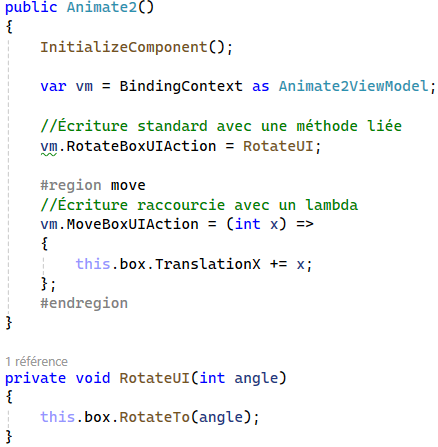 public Animate2()
{
    InitializeComponent();

    var vm = BindingContext as Animate2ViewModel;

    //Écriture standard avec une méthode liée
    vm.RotateBoxUIAction = RotateUI;

    #region move
    //Écriture raccourcie avec un lambda
    vm.MoveBoxUIAction = (int x) =>
    {
        this.box.TranslationX += x;
    };
    #endregion
}

1 référence
private void RotateUI(int angle)
{
    this.box.RotateTo(angle);
}